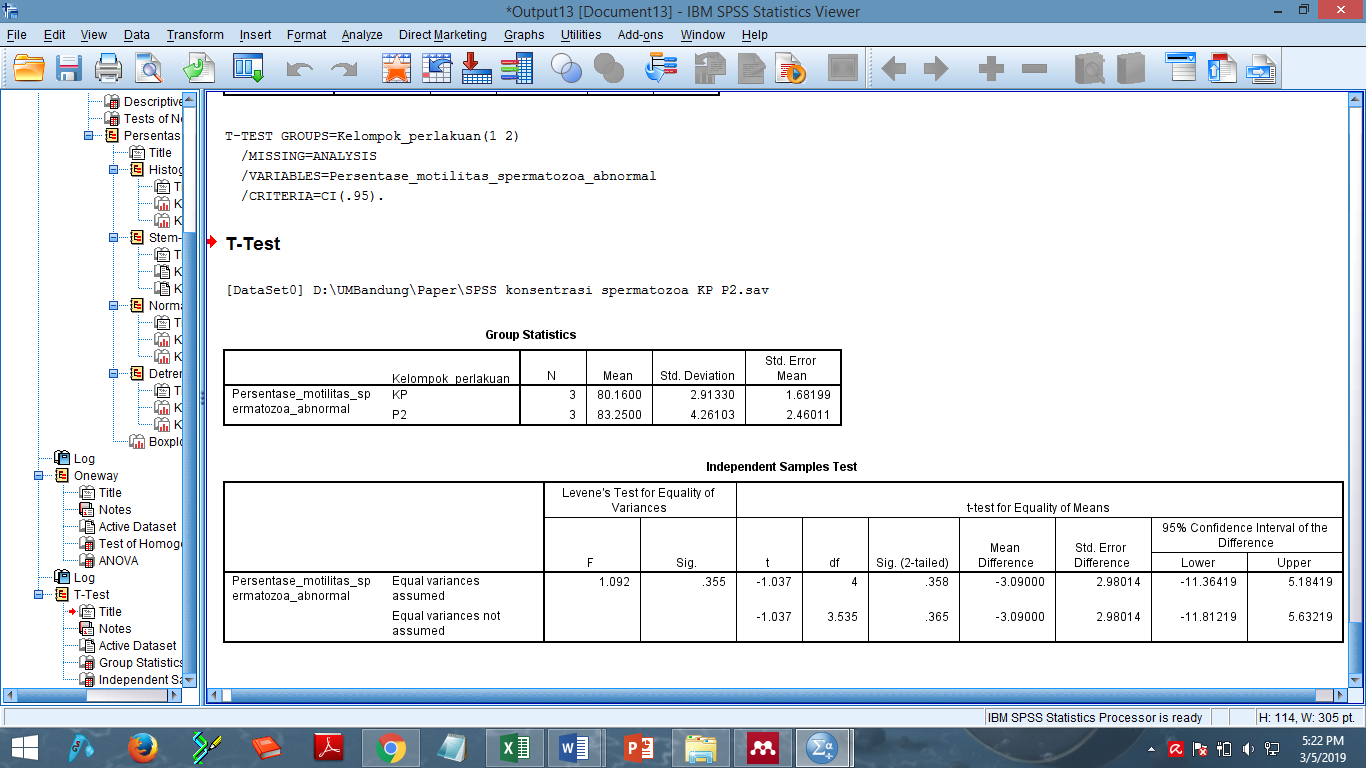 *Output13 [Document13] - IBM SPSS Statistics Viewer
File Edit View Data Transform Insert Format Analyze Direct Marketing Graphs Utilities Add-ons Window Help
Descriptive
Tests of N
Persentas
Title
Histog
T
K
K
Stem-
T
K
K
Norma
T
K
K
Detrer
T
K
K
Boxplo
Log
Oneway
Title
Notes
Active Dataset
Test of Homog
ANOVA
Log
T-Test
Title
Notes
Active Dataset
Group Statistics
Independent Sa
T-TEST GROUPS=Kelompok_perlakuan(1 2)
/MISSING=ANALYSIS
/VARIABLES=Persentase_motilitas_spermatozoa_abnormal
/CRITERIA=CI(.95).
T-Test
[DataSet0] D:\UMBandung\Paper\SPSS konsentrasi spermatozoa KP P2.sav
Group Statistics
Kelompok_perlakuan N Mean Std. Deviation Std. Error Mean
Persentase_motilitas_sp KP 3 80.1600 2.91330 1.68199
ermatozoa_abnormal P2 3 83.2500 4.26103 2.46011
Independent Samples Test
Levene's Test for Equality of Variances
t-test for Equality of Means
95% Confidence Interval of the Difference
F Sig. t df Sig. (2-tailed) Mean Difference Std. Error Difference Lower Upper
Persentase_motilitas_sp Equal variances 1.092 .355 -1.037 4 .358 -3.09000 2.98014 -11.36419 5.18419
ermatozoa_abnormal assumed
Equal variances not -1.037 3.535 .365 -3.09000 2.98014 -11.81219 5.63219
assumed
IBM SPSS Statistics Processor is ready H: 114, W: 305 pt.
5:22 PM
3/5/2019